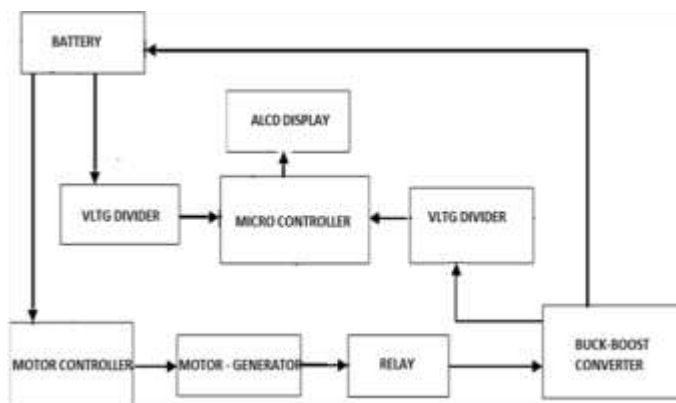 BATTERY
ALCD DISPLAY
VLTG DIVIDER
MICRO CONTROLLER
VLTG DIVIDER
MOTOR CONTROLLER
MOTOR - GENERATOR
RELAY
BUCK-BOOST
CONVERTER